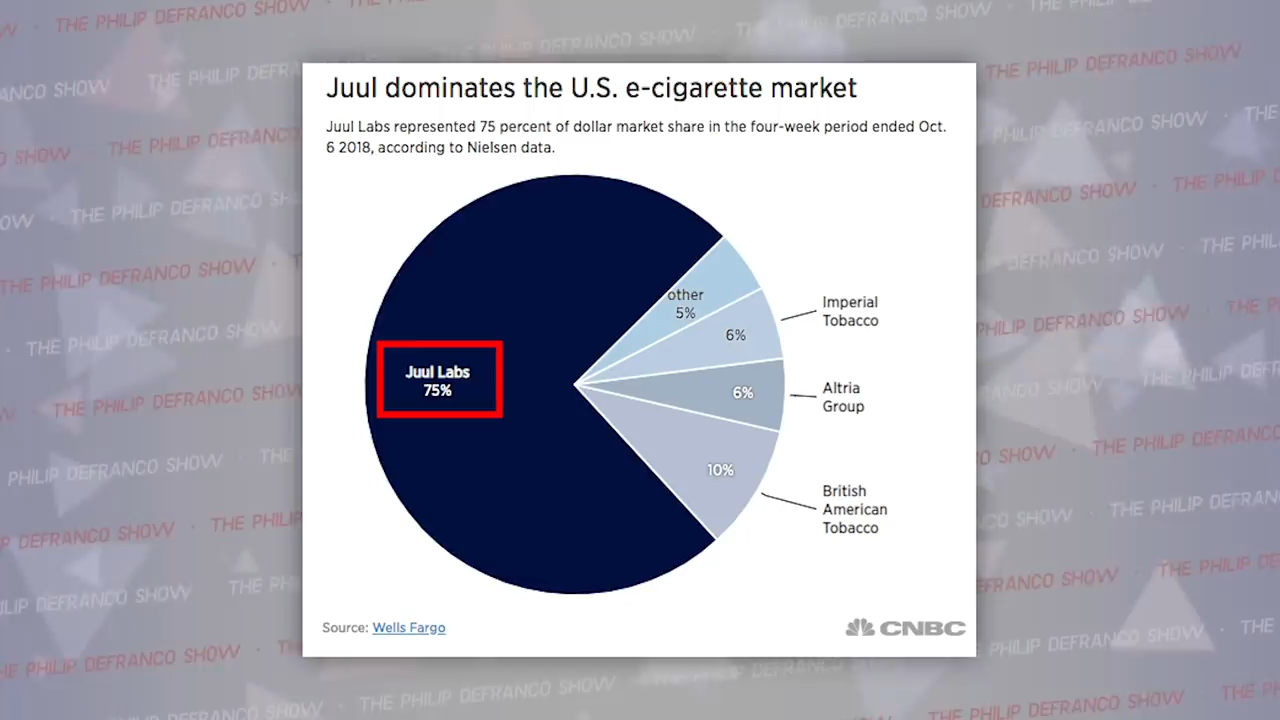 THE PHILIP DEFRANCO SHOW
Juul dominates the U.S. e-cigarette market
Juul Labs represented 75 percent of dollar market share in the four-week period ended Oct.
6 2018, according to Nielsen data.
other
5%
Imperial
Tobacco
6%
Juul Labs
75%
Altria
Group
6%
10%
British
American
Tobacco
Source: Wells Fargo
CNBC